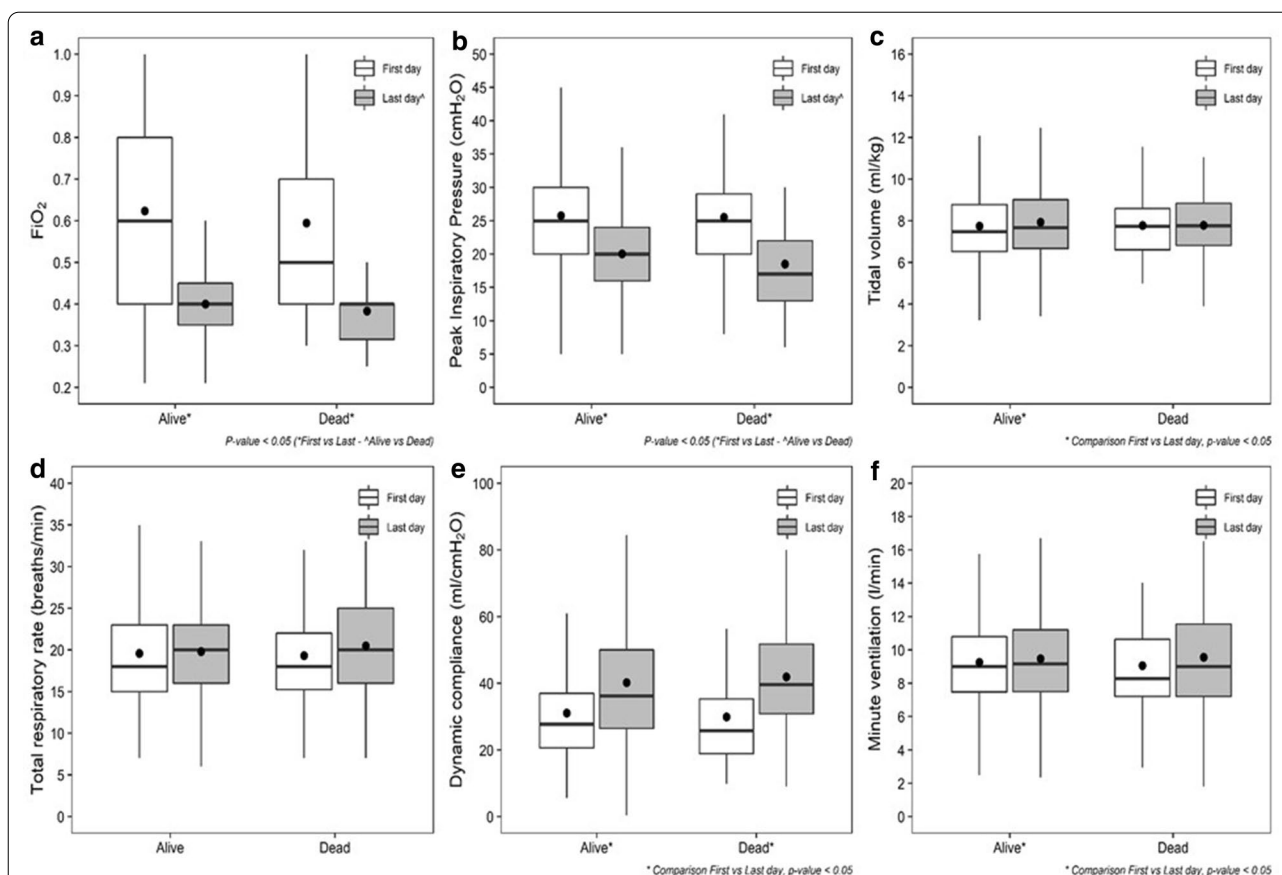 a
1.0
0.9
0.8
0.7
0.6
0.5
0.4
0.3
0.2
FiO2
First day
Last day^
Alive*
Dead*
P-value < 0.05 (*First vs Last - ^Alive vs Dead)
b
50
45
40
35
30
25
20
15
10
5
0
Peak Inspiratory Pressure (cmH2O)
First day
Last day^
Alive*
Dead*
P-value < 0.05 (*First vs Last - ^Alive vs Dead)
c
16
14
12
10
8
6
4
2
0
Tidal volume (ml/kg)
First day
Last day
Alive*
Dead
* Comparison First vs Last day, p-value < 0.05
d
40
35
30
25
20
15
10
5
0
Total respiratory rate (breaths/min)
First day
Last day
Alive
Dead
e
100
80
60
40
20
0
Dynamic compliance (ml/cmH2O)
First day
Last day
Alive*
Dead*
* Comparison First vs Last day, p-value < 0.05
f
20
18
16
14
12
10
8
6
4
2
0
Minute ventilation (l/min)
First day
Last day
Alive*
Dead
* Comparison First vs Last day, p-value < 0.05